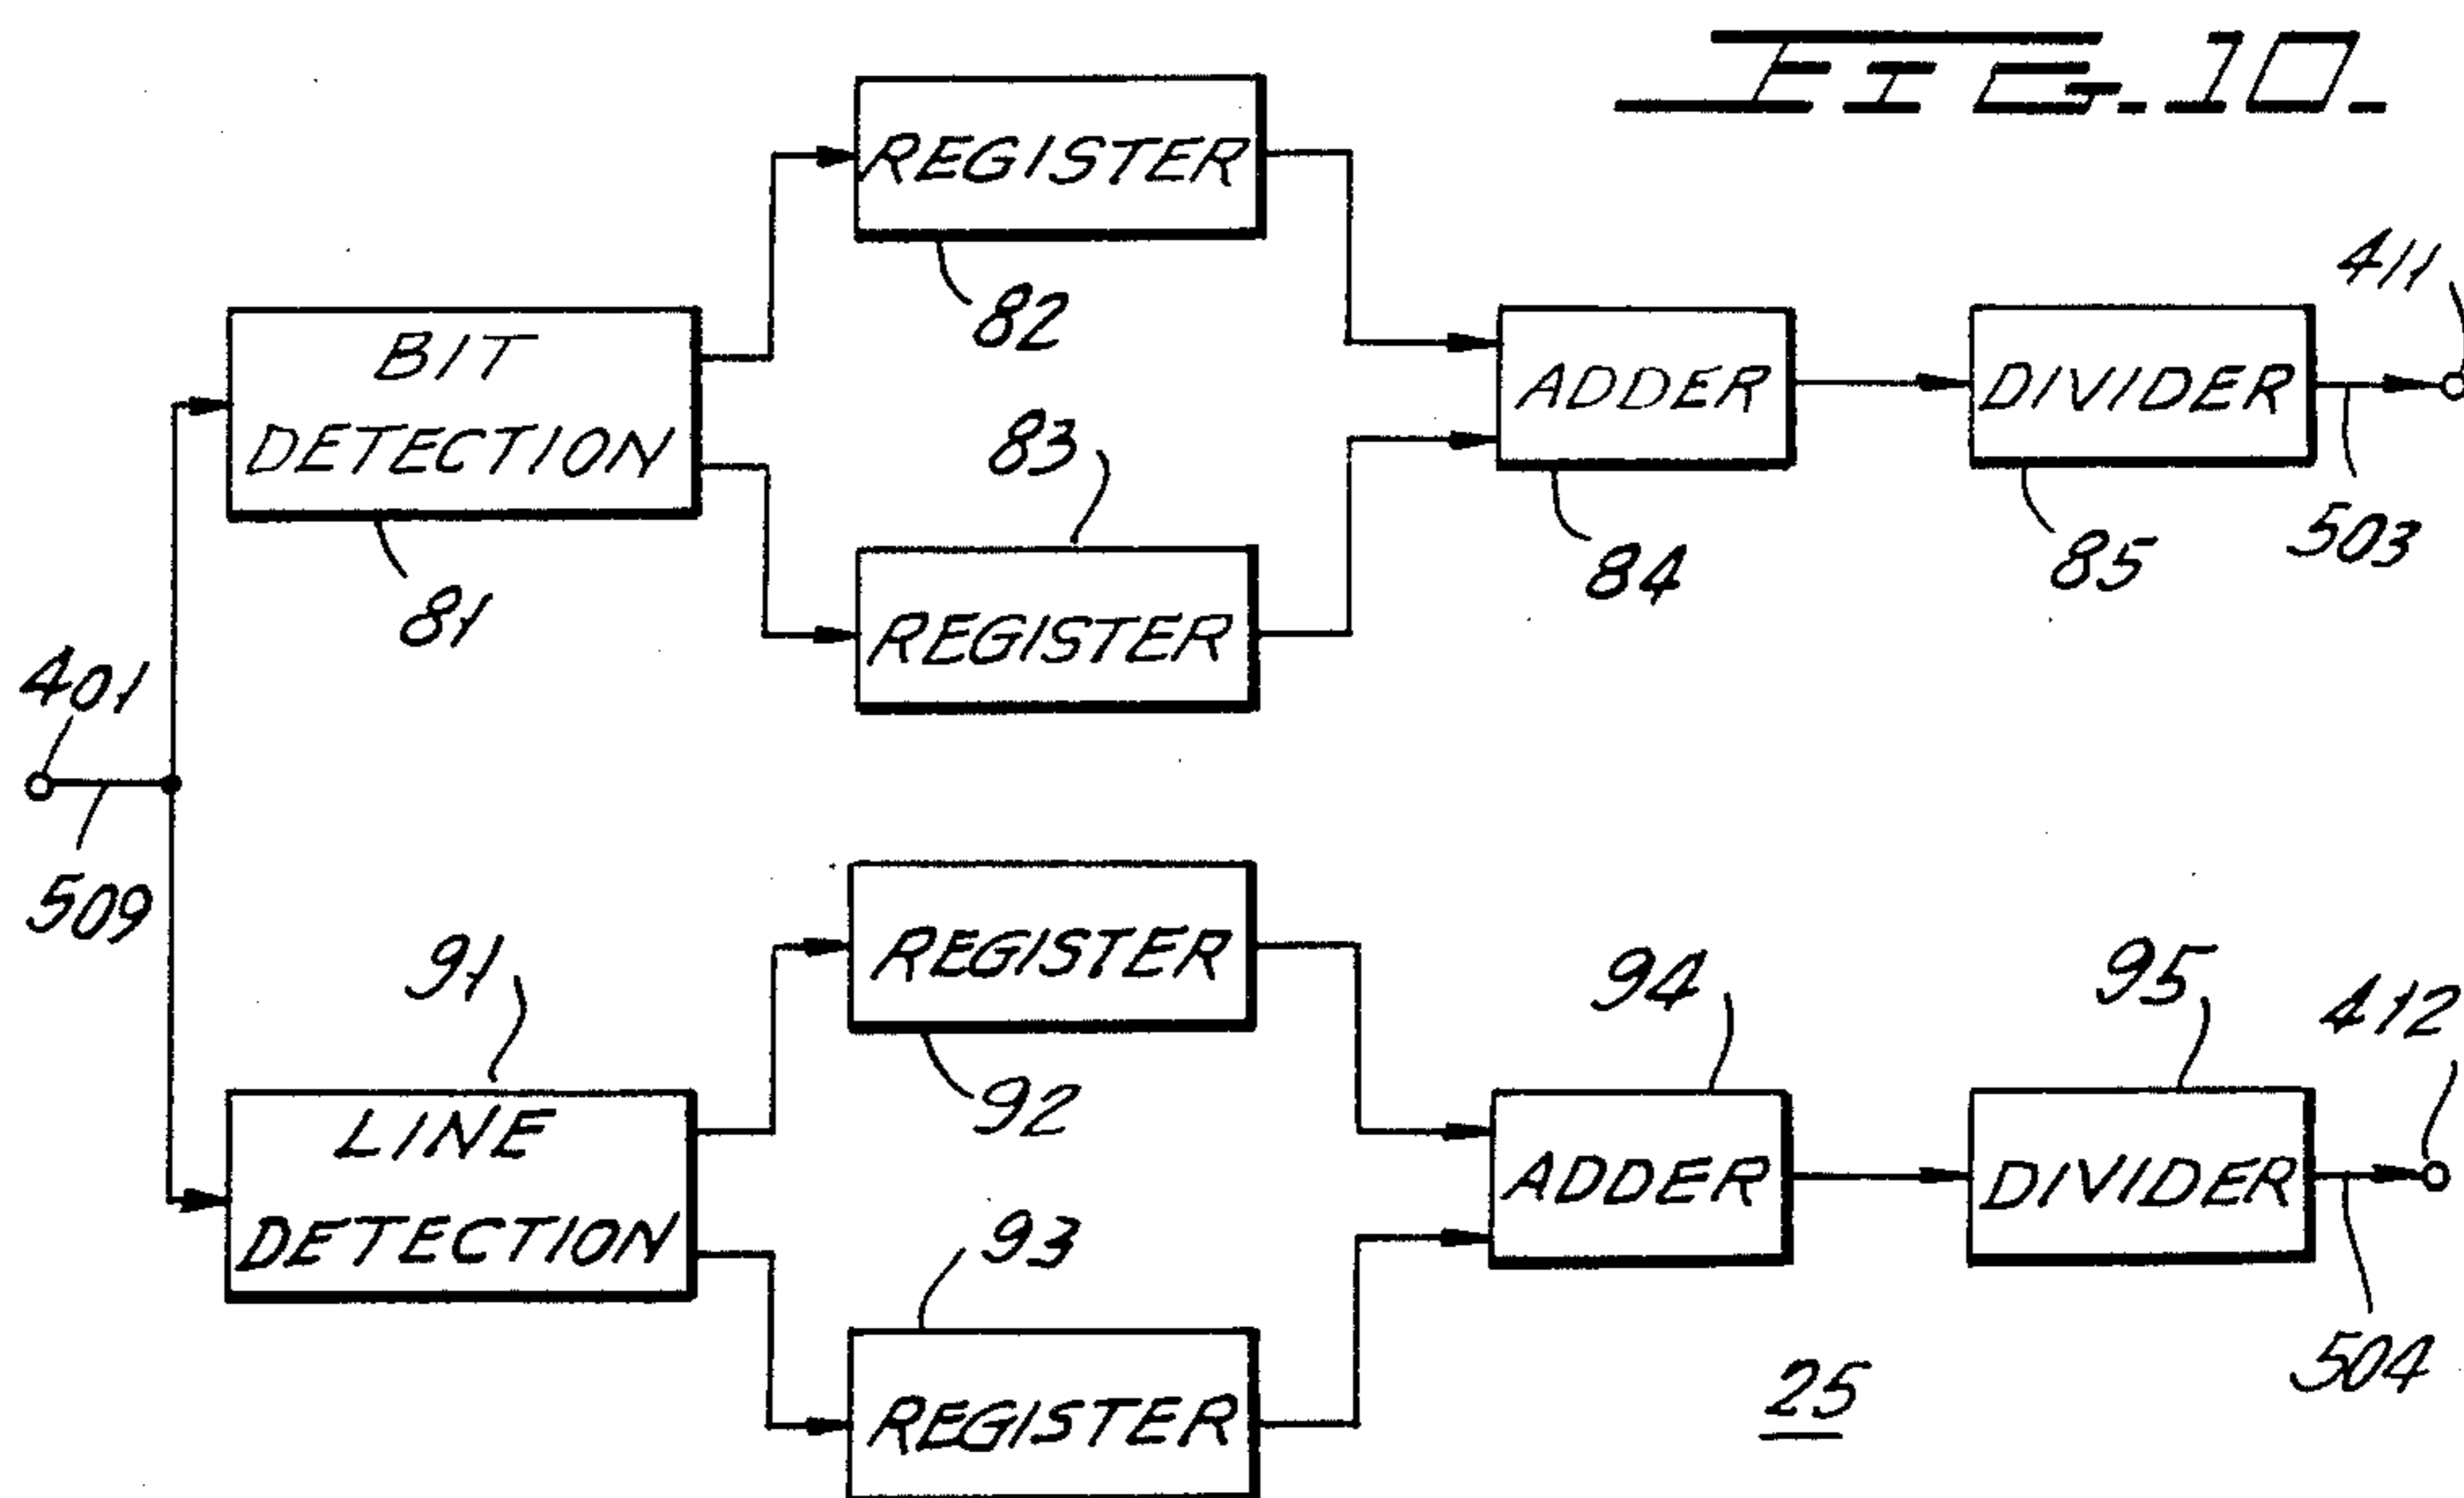 FIG. 10.
REGISTER
82
411
BIT
DETECTION
81
83
REGISTER
ADDER
84
DIVIDER
85
503
401
509
91
LINE
DETECTION
REGISTER
92
93
REGISTER
94
ADDER
95
DIVIDER
412
504
25